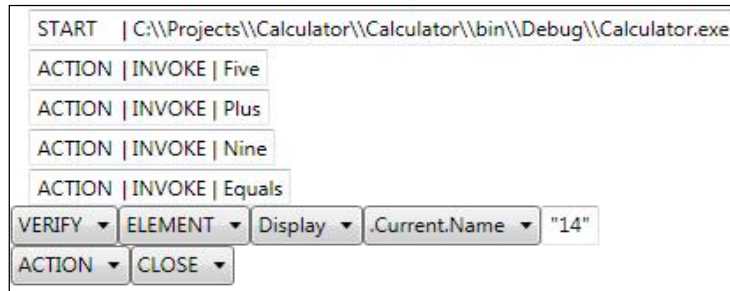 START | C:\\Projects\\Calculator\\Calculator\\bin\\Debug\\Calculator.exe
ACTION | INVOKE | Five
ACTION | INVOKE | Plus
ACTION | INVOKE | Nine
ACTION | INVOKE | Equals
VERIFY ELEMENT Display .Current.Name "14"
ACTION CLOSE